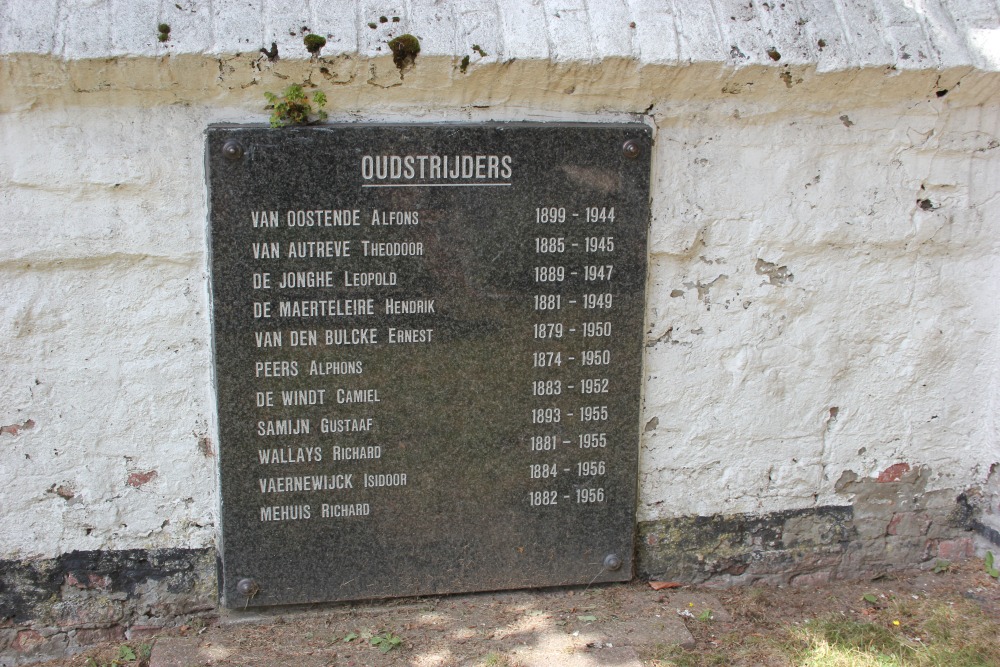 OUDSTRIJDERS
VAN OOSTENDE ALFONS 1899 - 1944
VAN AUTREVE THEODOOR 1885 - 1945
DE JONGHE LEOPOLD 1889 - 1947
DE MAERTELEIRE HENDRIK 1881 - 1949
VAN DEN BULCKE ERNEST 1879 - 1950
PEERS ALPHONS 1874 - 1950
DE WINDT CAMIEL 1883 - 1952
SAMIJN GUSTAAF 1893 - 1955
WALLAYS RICHARD 1881 - 1955
VAERNEWIJCK ISIDOOR 1884 - 1956
MEHUIS RICHARD 1882 - 1956